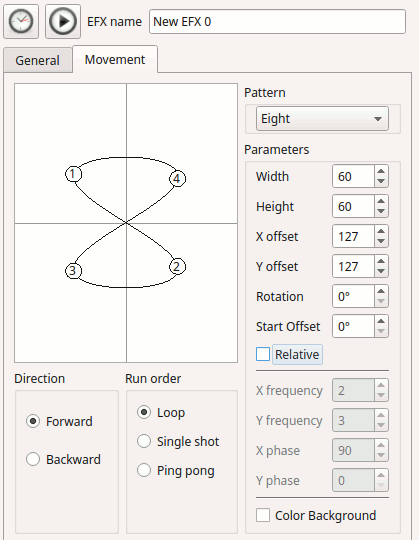 EFX name New EFX 0
General Movement
1
4
3
2
Pattern
Eight
Parameters
Width 60
Height 60
X offset 127
Y offset 127
Rotation 0°
Start Offset 0°
Relative
X frequency 2
Y frequency 3
X phase 90
Y phase 0
Color Background
Direction
Forward
Backward
Run order
Loop
Single shot
Ping pong